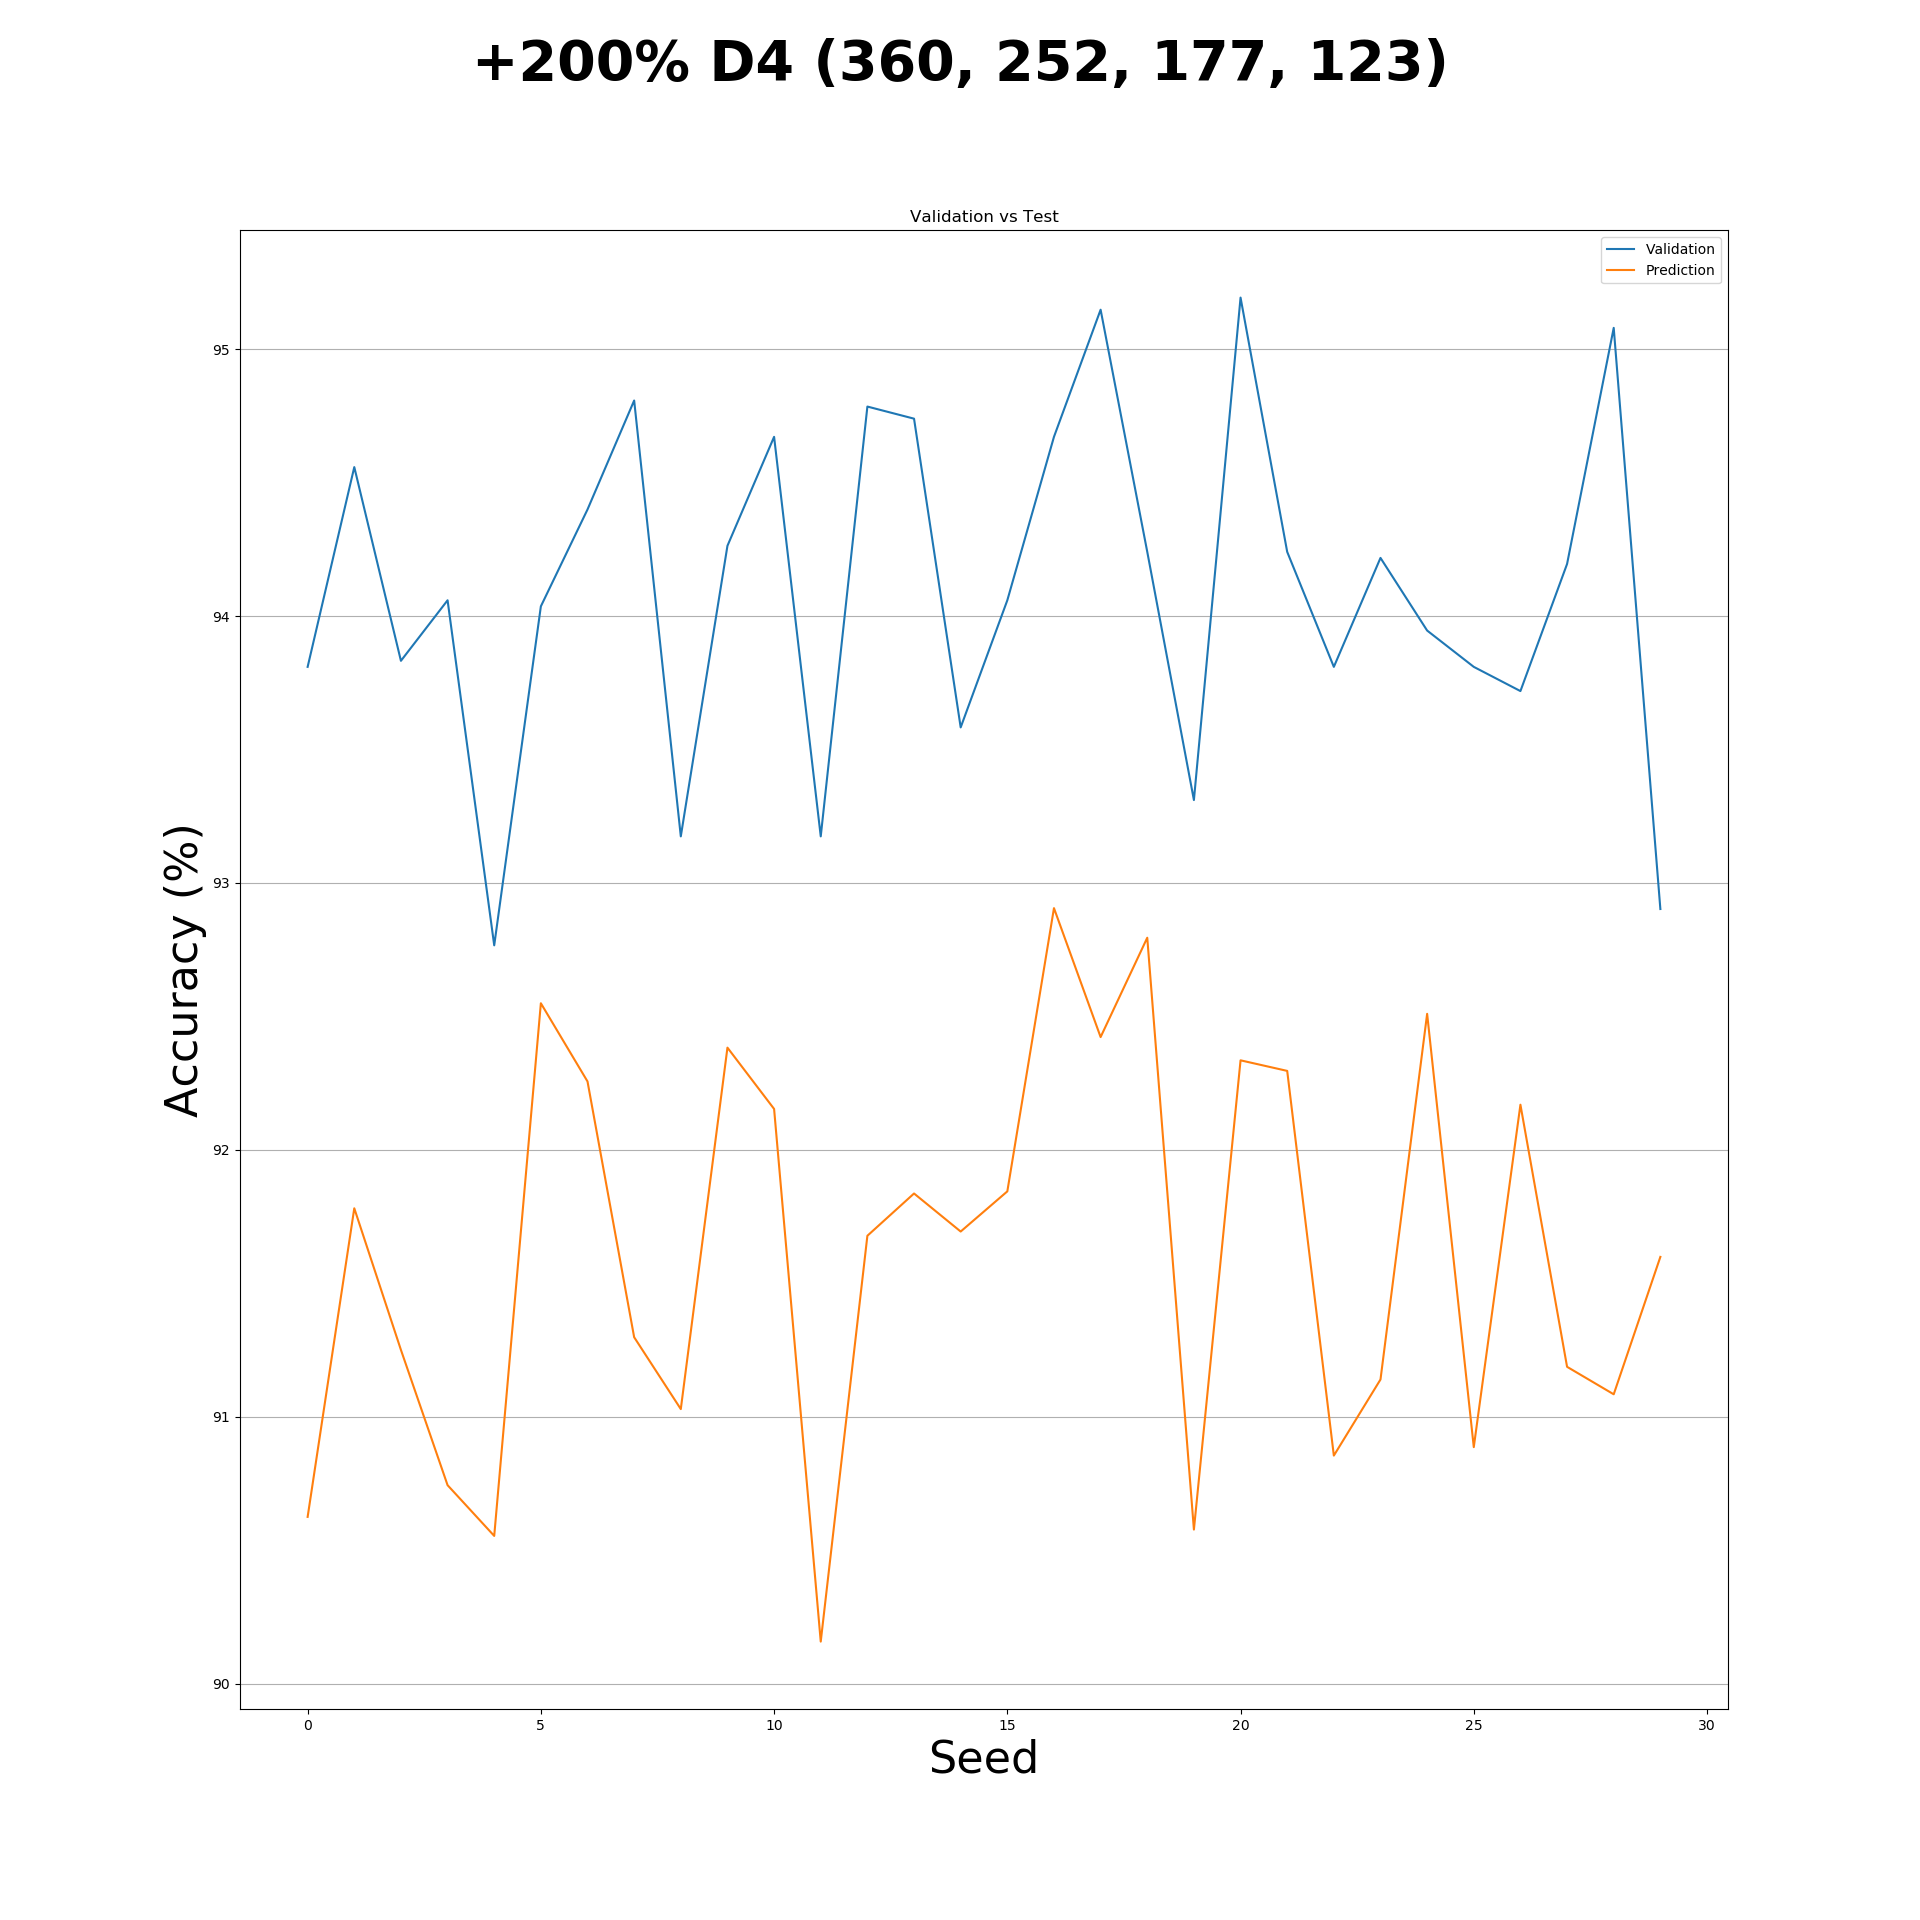 +200% D4 (360, 252, 177, 123)
Validation vs Test
Validation
Prediction
95
94
93
92
91
90
Accuracy (%)
0 5 10 15 20 25 30
Seed